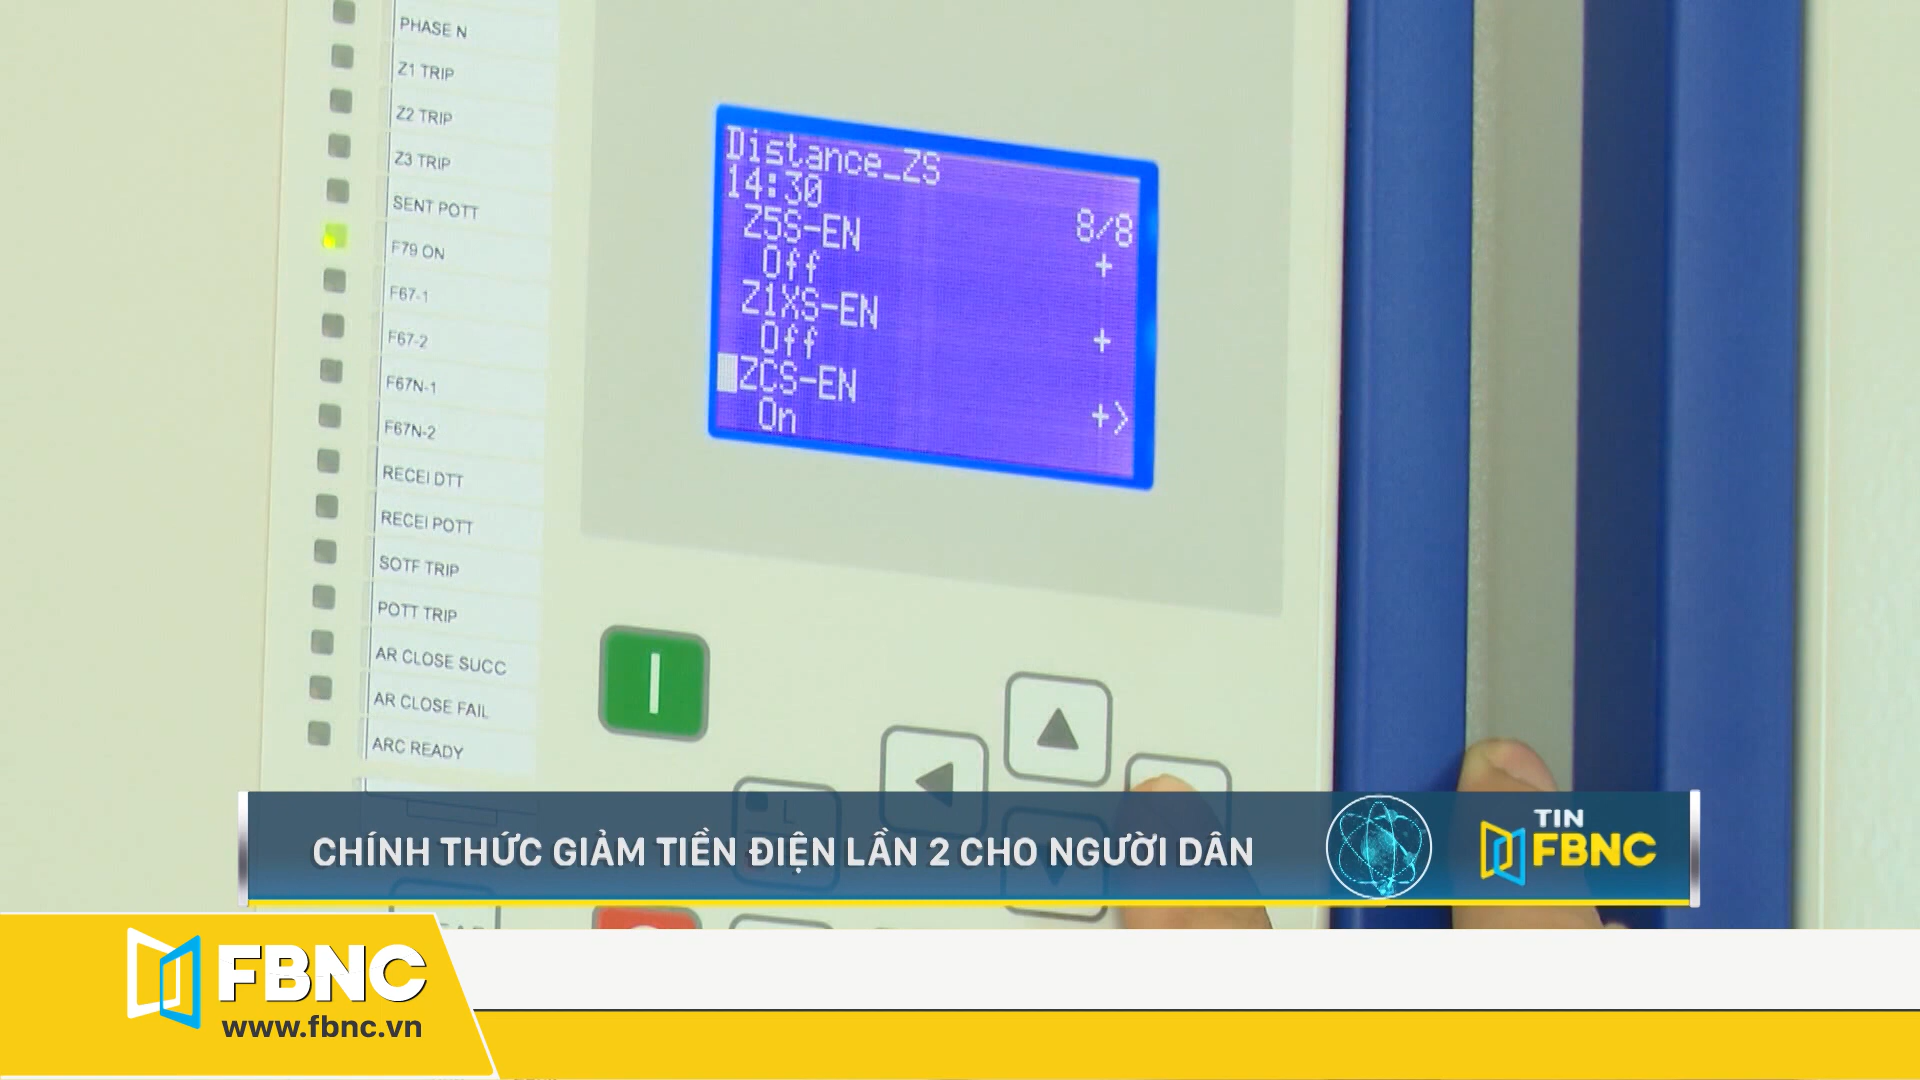 PHASE N
Z1 TRIP
Z2 TRIP
Z3 TRIP
SENT POTT
F79 ON
F67-1
F67-2
F67N-1
F67N-2
RECEI DTT
RECEI POTT
SOTF TRIP
POTT TRIP
AR CLOSE SUCC
AR CLOSE FAIL
ARC READY
Distance_ZS
14:30
8/8
Z5S-EN
Off +
Z1XS-EN
Off +
ZCS-EN
On +>
CHÍNH THỨC GIẢM TIỀN ĐIỆN LẦN 2 CHO NGƯỜI DÂN
TIN
FBNC
FBNC
www.fbnc.vn